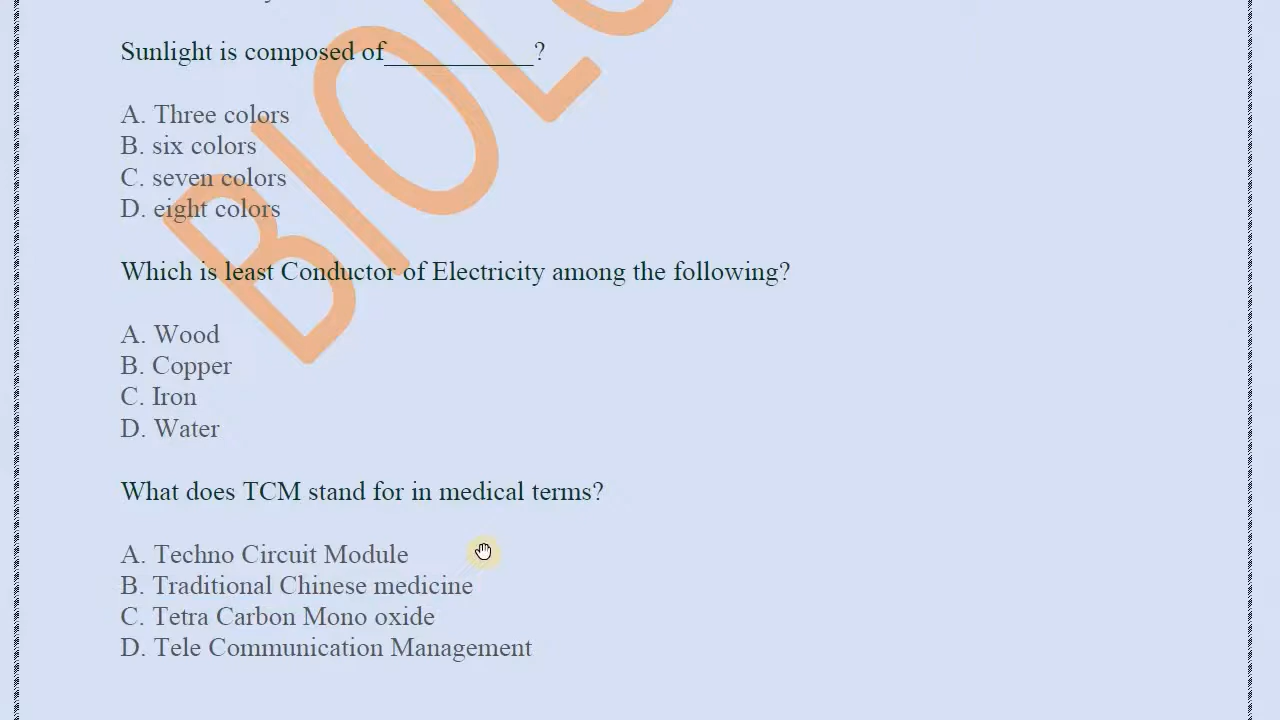 Sunlight is composed of___________?
A. Three colors
B. six colors
C. seven colors
D. eight colors
Which is least Conductor of Electricity among the following?
A. Wood
B. Copper
C. Iron
D. Water
What does TCM stand for in medical terms?
A. Techno Circuit Module
B. Traditional Chinese medicine
C. Tetra Carbon Mono oxide
D. Tele Communication Management
BIOLO